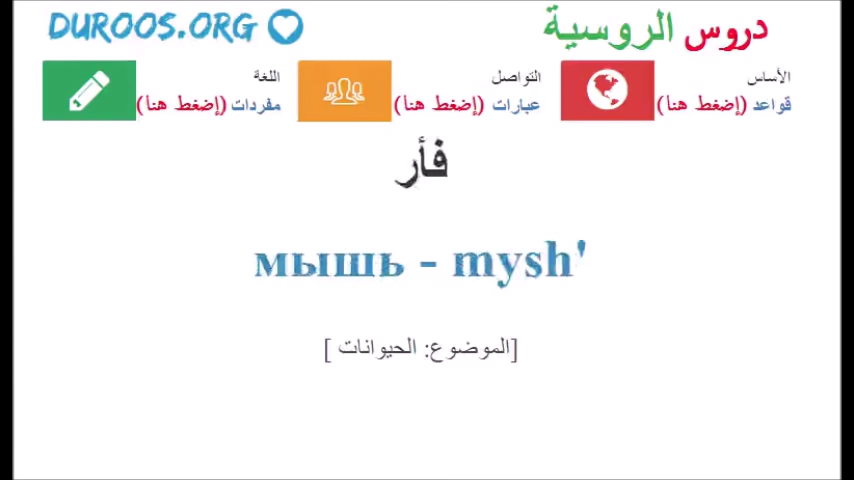 DUROOS.ORG
دروس الروسية
الأساس
قواعد (إضغط هنا)
التواصل
عبارات (إضغط هنا)
اللغة
مفردات (إضغط هنا)
فأر
мышь - mysh'
[الموضوع: الحيوانات ]